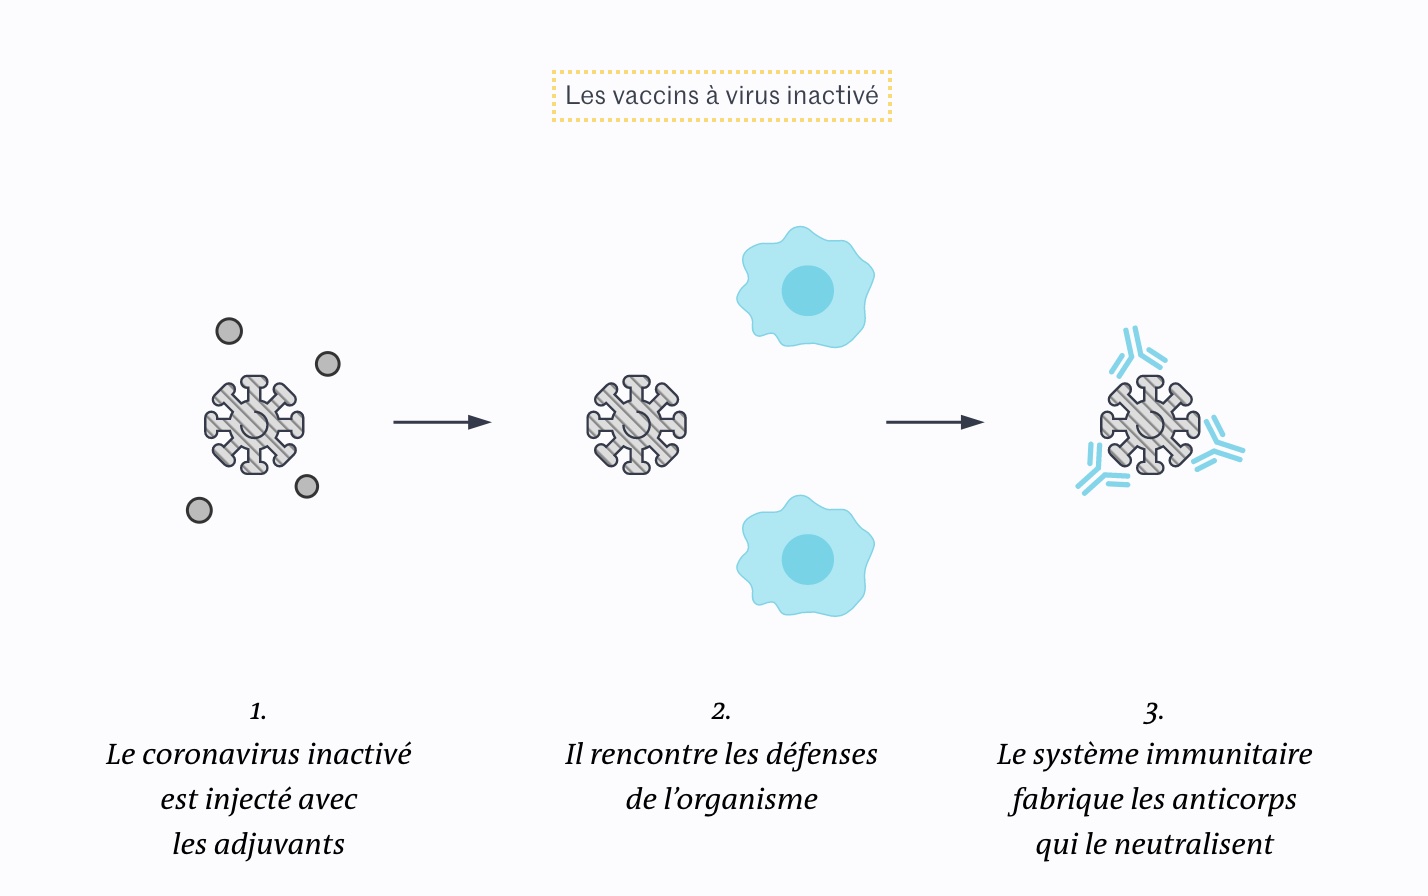 Les vaccins à virus inactivé
1.
Le coronavirus inactivé
est injecté avec
les adjuvants
2.
Il rencontre les défenses
de l’organisme
3.
Le système immunitaire
fabrique les anticorps
qui le neutralisent